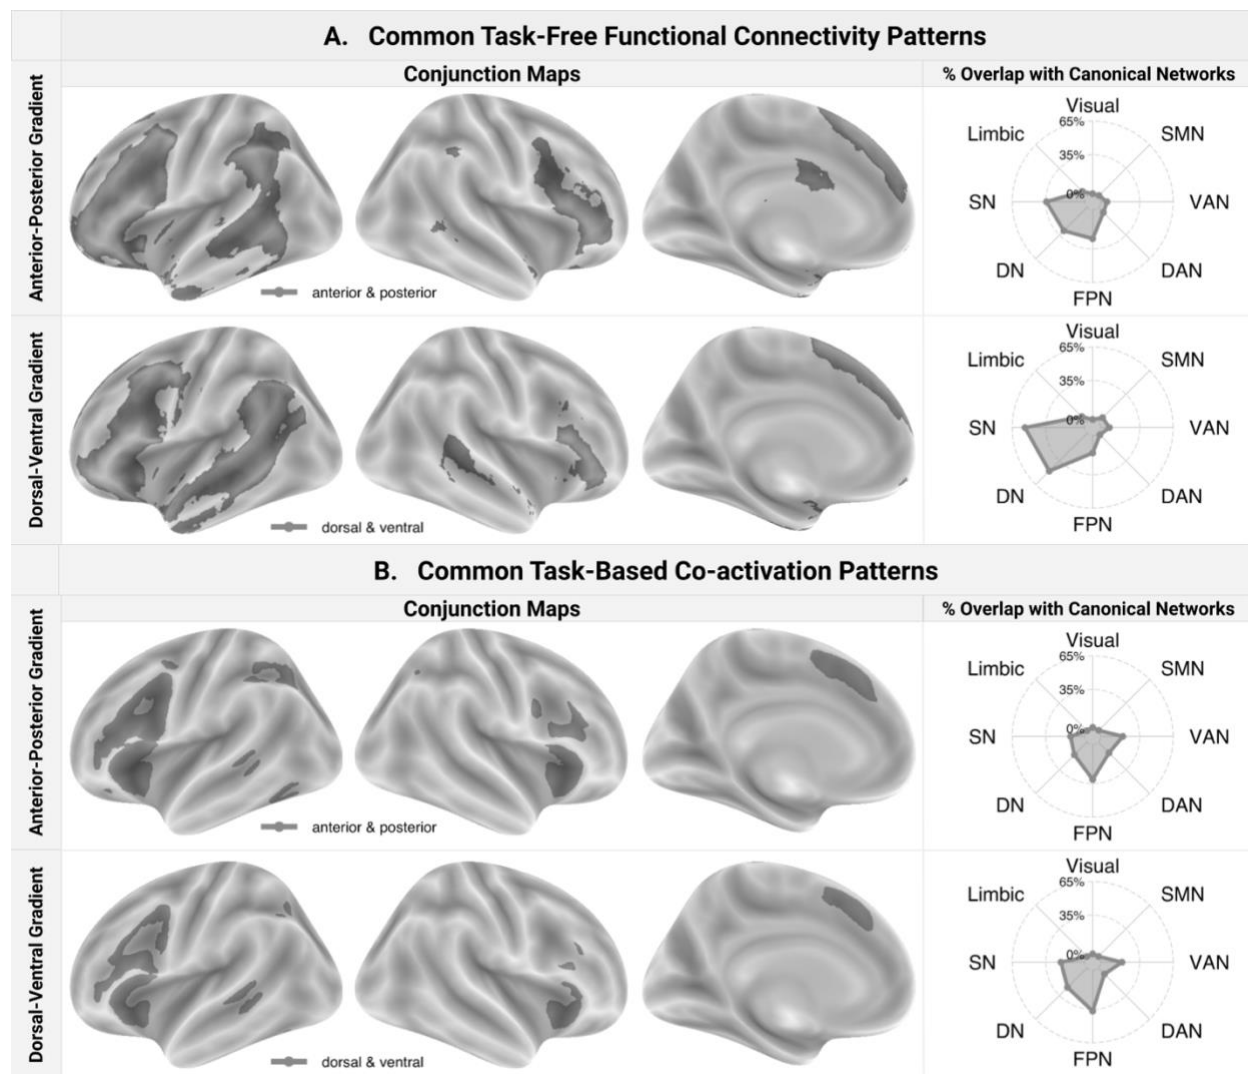 A. Common Task-Free Functional Connectivity Patterns
Conjunction Maps
% Overlap with Canonical Networks
Anterior-Posterior Gradient
anterior & posterior
Visual
65%
Limbic
SMN
35%
0%
SN
VAN
DN
DAN
FPN
Dorsal-Ventral Gradient
dorsal & ventral
Visual
65%
Limbic
SMN
35%
0%
SN
VAN
DN
DAN
FPN
B. Common Task-Based Co-activation Patterns
Conjunction Maps
% Overlap with Canonical Networks
Anterior-Posterior Gradient
anterior & posterior
Visual
65%
Limbic
SMN
35%
0%
SN
VAN
DN
DAN
FPN
Dorsal-Ventral Gradient
dorsal & ventral
Visual
65%
Limbic
SMN
35%
0%
SN
VAN
DN
DAN
FPN